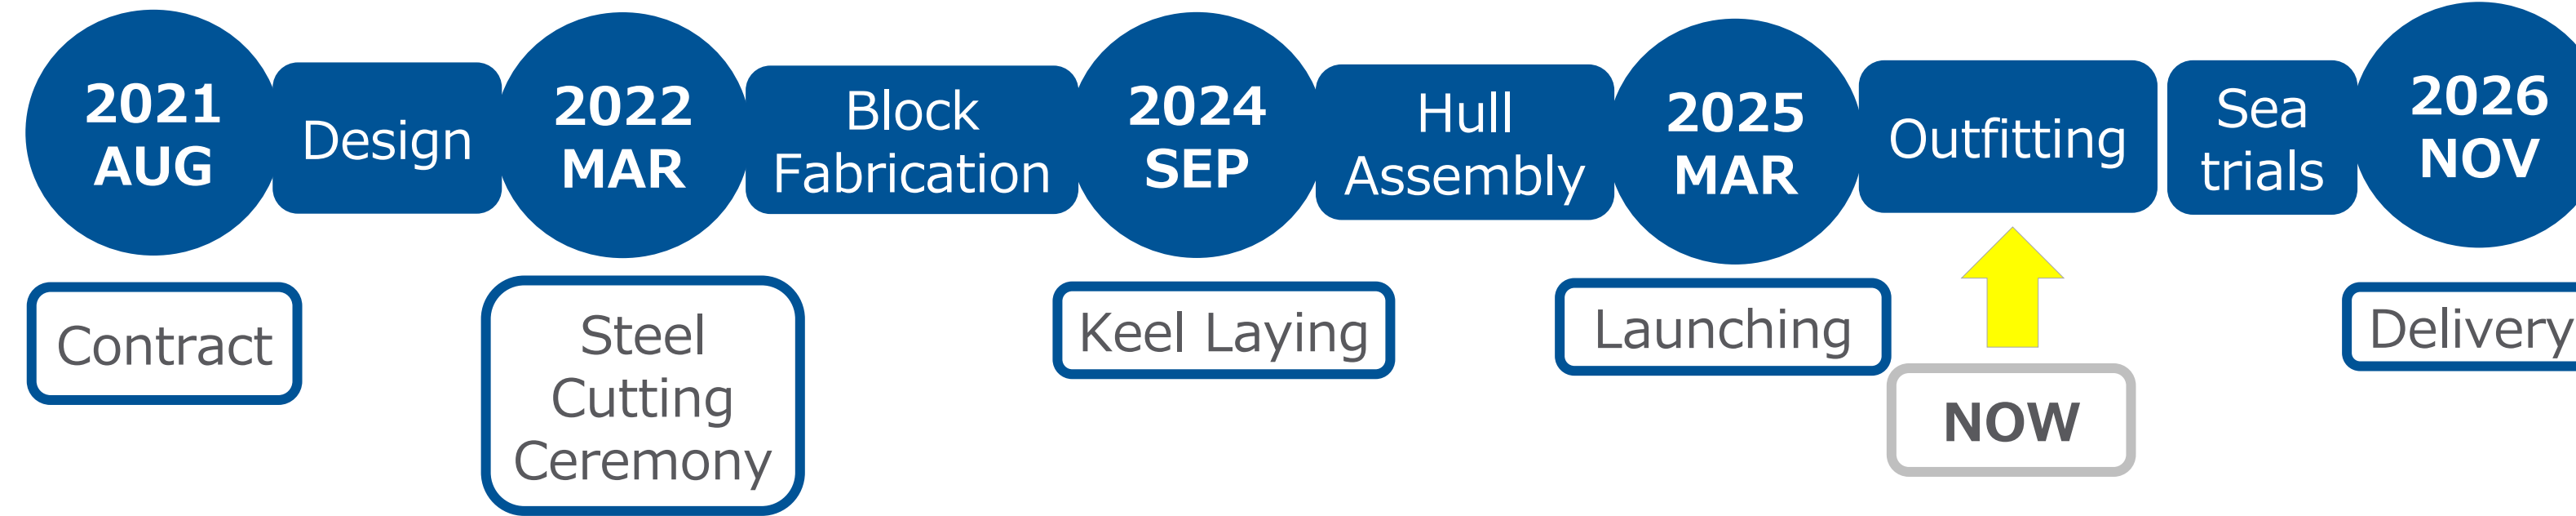 2021
AUG
Design
2022
MAR
Block
Fabrication
2024
SEP
Hull
Assembly
2025
MAR
Outfitting
Sea
trials
2026
NOV
Contract
Steel
Cutting
Ceremony
Keel Laying
Launching
NOW
Delivery